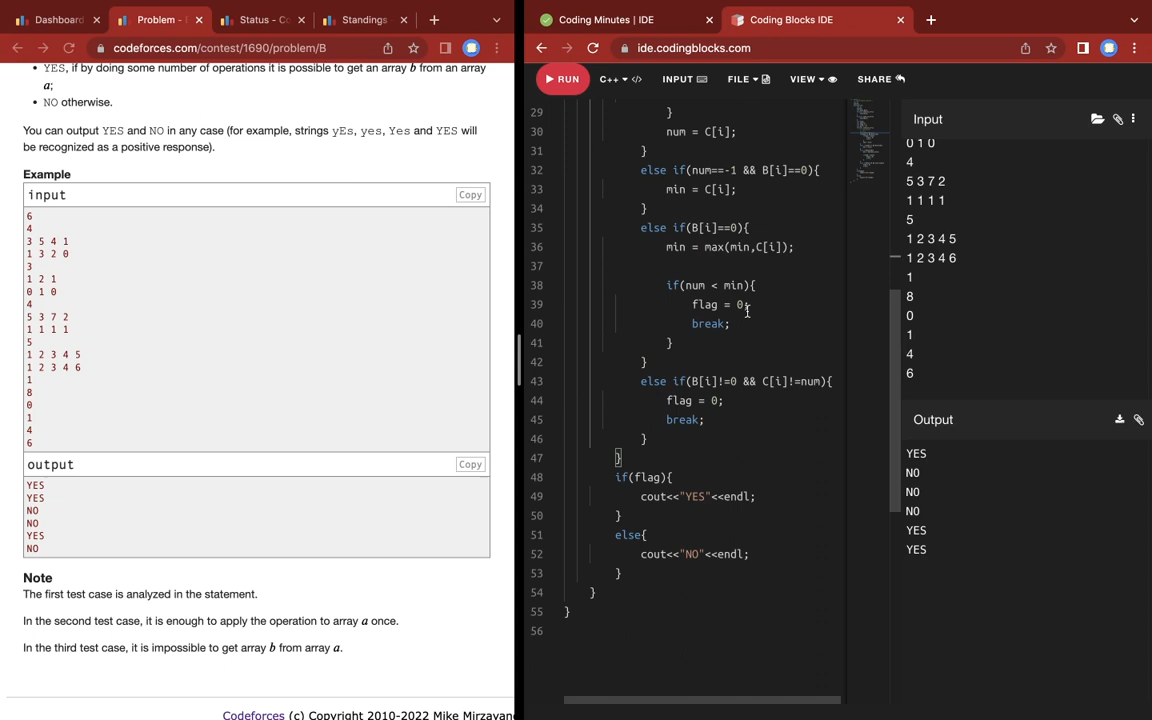 Dashboard
Problem -
Status - Co
Standings
Coding Minutes | IDE
Coding Blocks IDE
codeforces.com/contest/1690/problem/B
ide.codingblocks.com
• YES, if by doing some number of operations it is possible to get an array b from an array
a;
• NO otherwise.
You can output YES and NO in any case (for example, strings yEs, yes, Yes and YES will
be recognized as a positive response).
Example
input
Copy
6
4
3 5 4 1
1 3 2 0
3
1 2 1
0 1 0
4
5 3 7 2
1 1 1 1
5
1 2 3 4 5
1 2 3 4 6
1
8
0
1
4
6
output
Copy
YES
YES
NO
NO
YES
NO
Note
The first test case is analyzed in the statement.
In the second test case, it is enough to apply the operation to array a once.
In the third test case, it is impossible to get array b from array a.
Codeforces (c) Copyright 2010-2022 Mike Mirzayan
RUN
C++
INPUT
FILE
VIEW
SHARE
29 }
30 num = C[i];
31 }
32 else if(num==-1 && B[i]==0){
33 min = C[i];
34 }
35 else if(B[i]==0){
36 min = max(min,C[i]);
37
38 if(num < min){
39 flag = 0;
40 break;
41 }
42 }
43 else if(B[i]!=0 && C[i]!=num){
44 flag = 0;
45 break;
46 }
47 }
48 if(flag){
49 cout<<"YES"<<endl;
50 }
51 else{
52 cout<<"NO"<<endl;
53 }
54 }
55 }
56
Input
0 1 0
4
5 3 7 2
1 1 1 1
5
1 2 3 4 5
1 2 3 4 6
1
8
0
1
4
6
Output
YES
NO
NO
NO
YES
YES